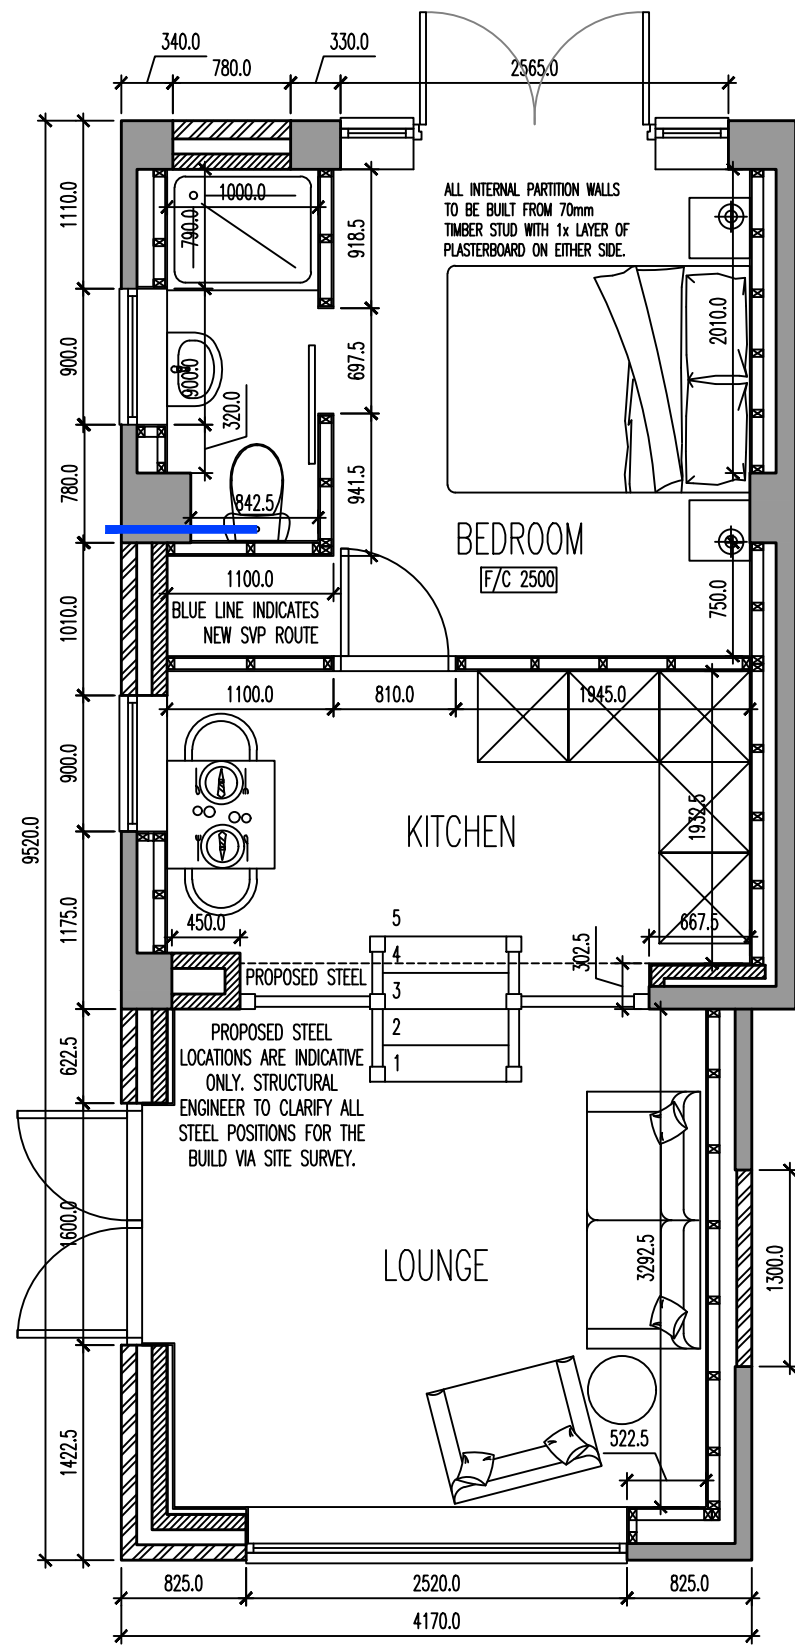 340.0
780.0
330.0
2565.0
1110.0
1000.0
790.0
918.5
ALL INTERNAL PARTITION WALLS
TO BE BUILT FROM 70mm
TIMBER STUD WITH 1x LAYER OF
PLASTERBOARD ON EITHER SIDE.
900.0
900.0
320.0
697.5
2010.0
780.0
842.5
941.5
BEDROOM
F/C 2500
1010.0
1100.0
750.0
BLUE LINE INDICATES
NEW SVP ROUTE
1100.0
810.0
1945.0
900.0
9520.0
KITCHEN
1932.5
1175.0
450.0
5
4
3
2
1
302.5
667.5
PROPOSED STEEL
622.5
PROPOSED STEEL
LOCATIONS ARE INDICATIVE
ONLY. STRUCTURAL
ENGINEER TO CLARIFY ALL
STEEL POSITIONS FOR THE
BUILD VIA SITE SURVEY.
1600.0
LOUNGE
3292.5
1300.0
1422.5
522.5
825.0
2520.0
825.0
4170.0